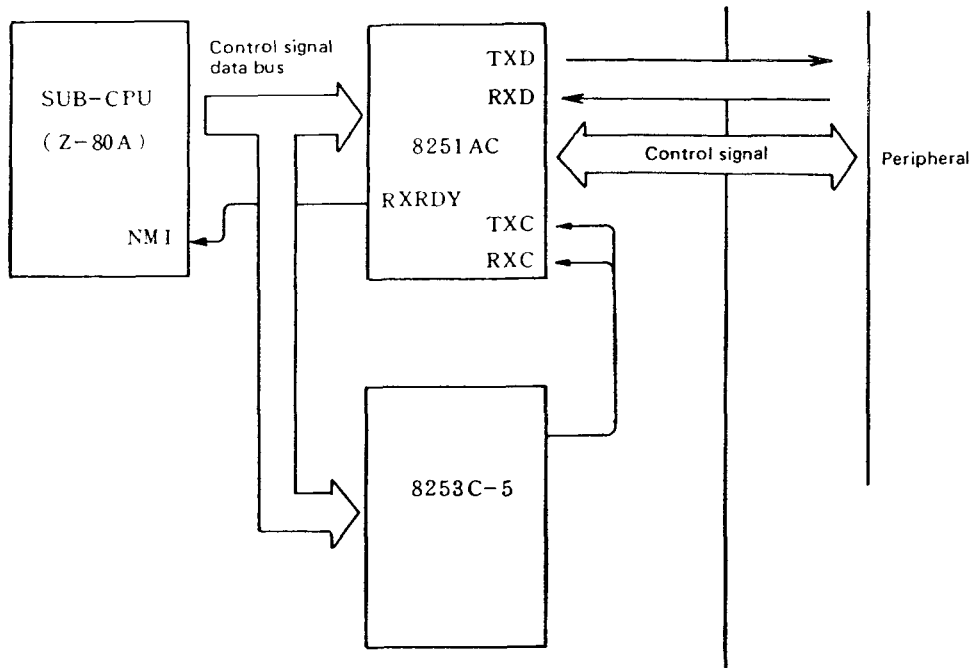 Control signal
data bus
SUB-CPU
(Z-80A)
NMI
TXD
RXD
8251AC
RXRDY
TXC
RXC
Control signal
Peripheral
8253C-5